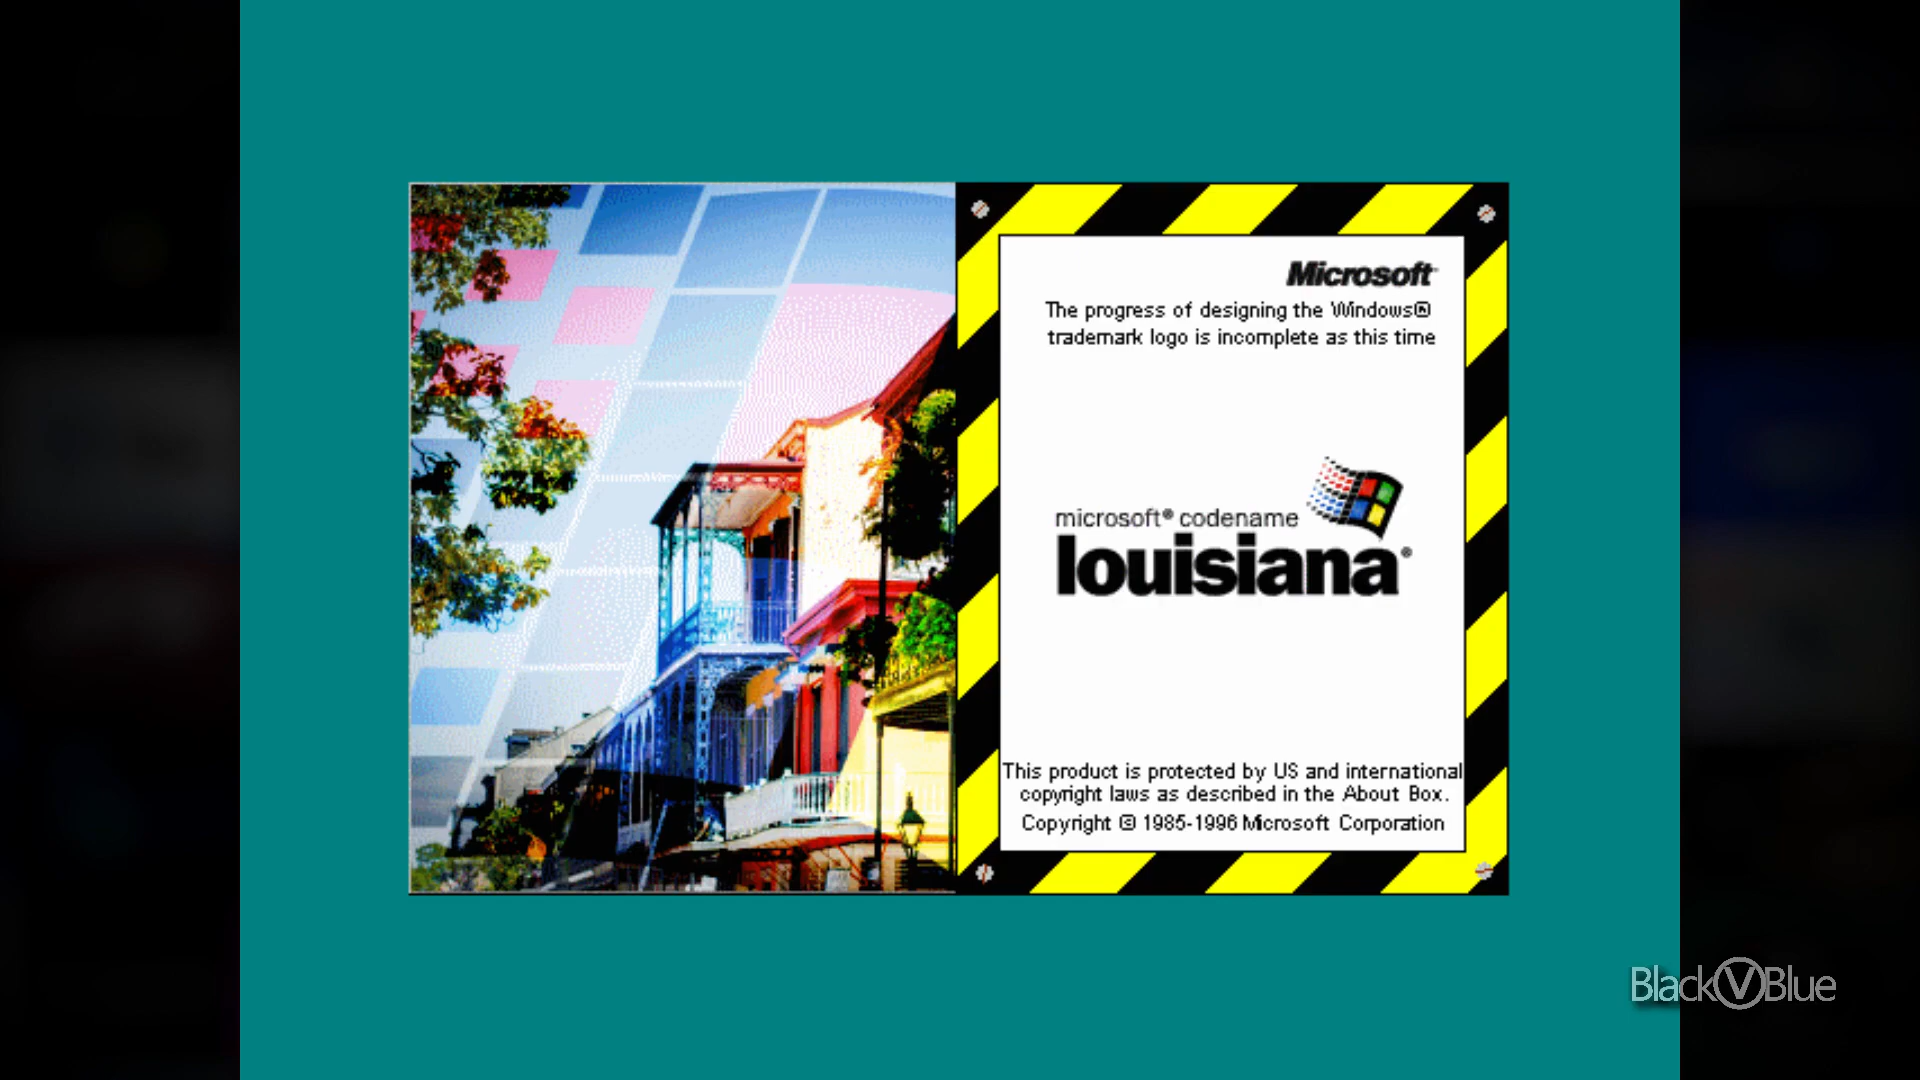 Microsoft
The progress of designing the Windows®
trademark logo is incomplete as this time
microsoft® codename
louisiana®
This product is protected by US and international
copyright laws as described in the About Box.
Copyright © 1985-1996 Microsoft Corporation
BlackVBlue